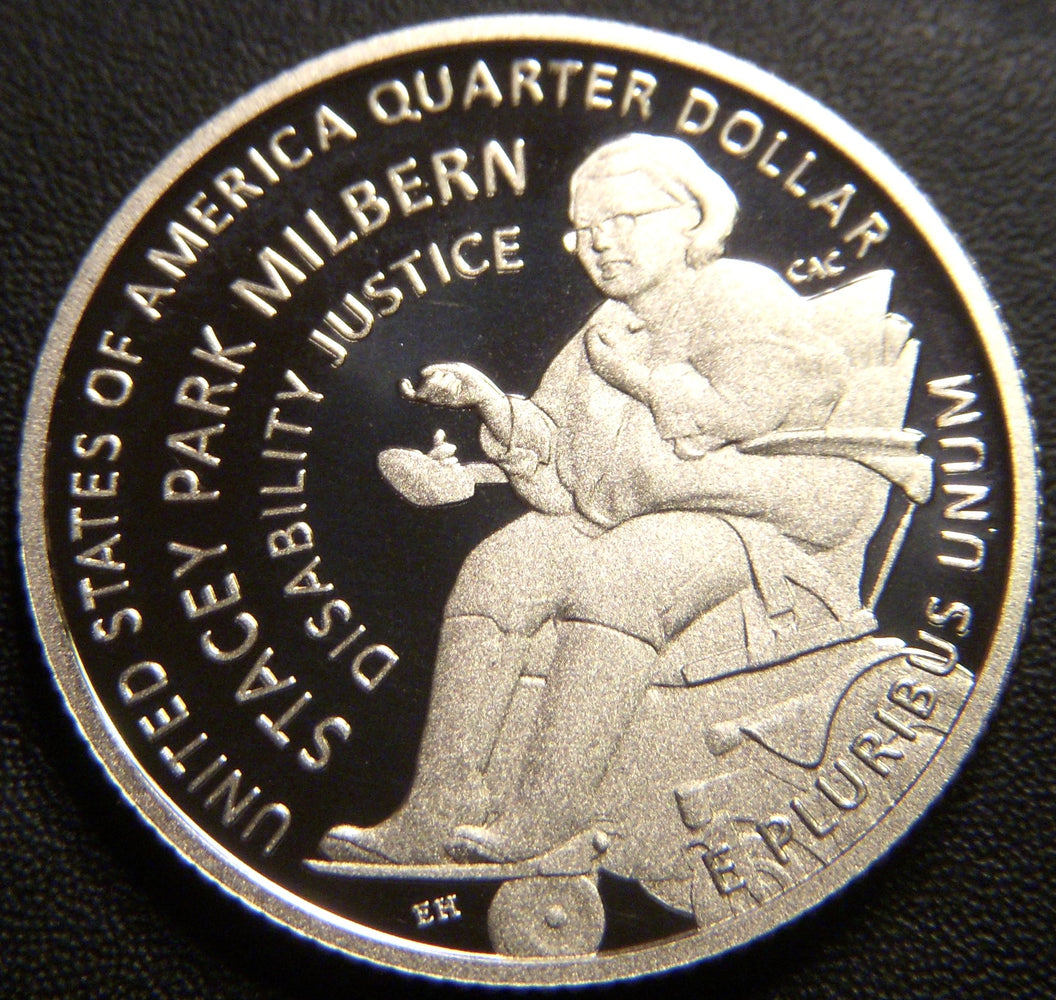 UNITED STATES OF AMERICA QUARTER DOLLAR
STACEY PARK MILBERN
DISABILITY JUSTICE
CAC
E PLURIBUS UNUM
EH